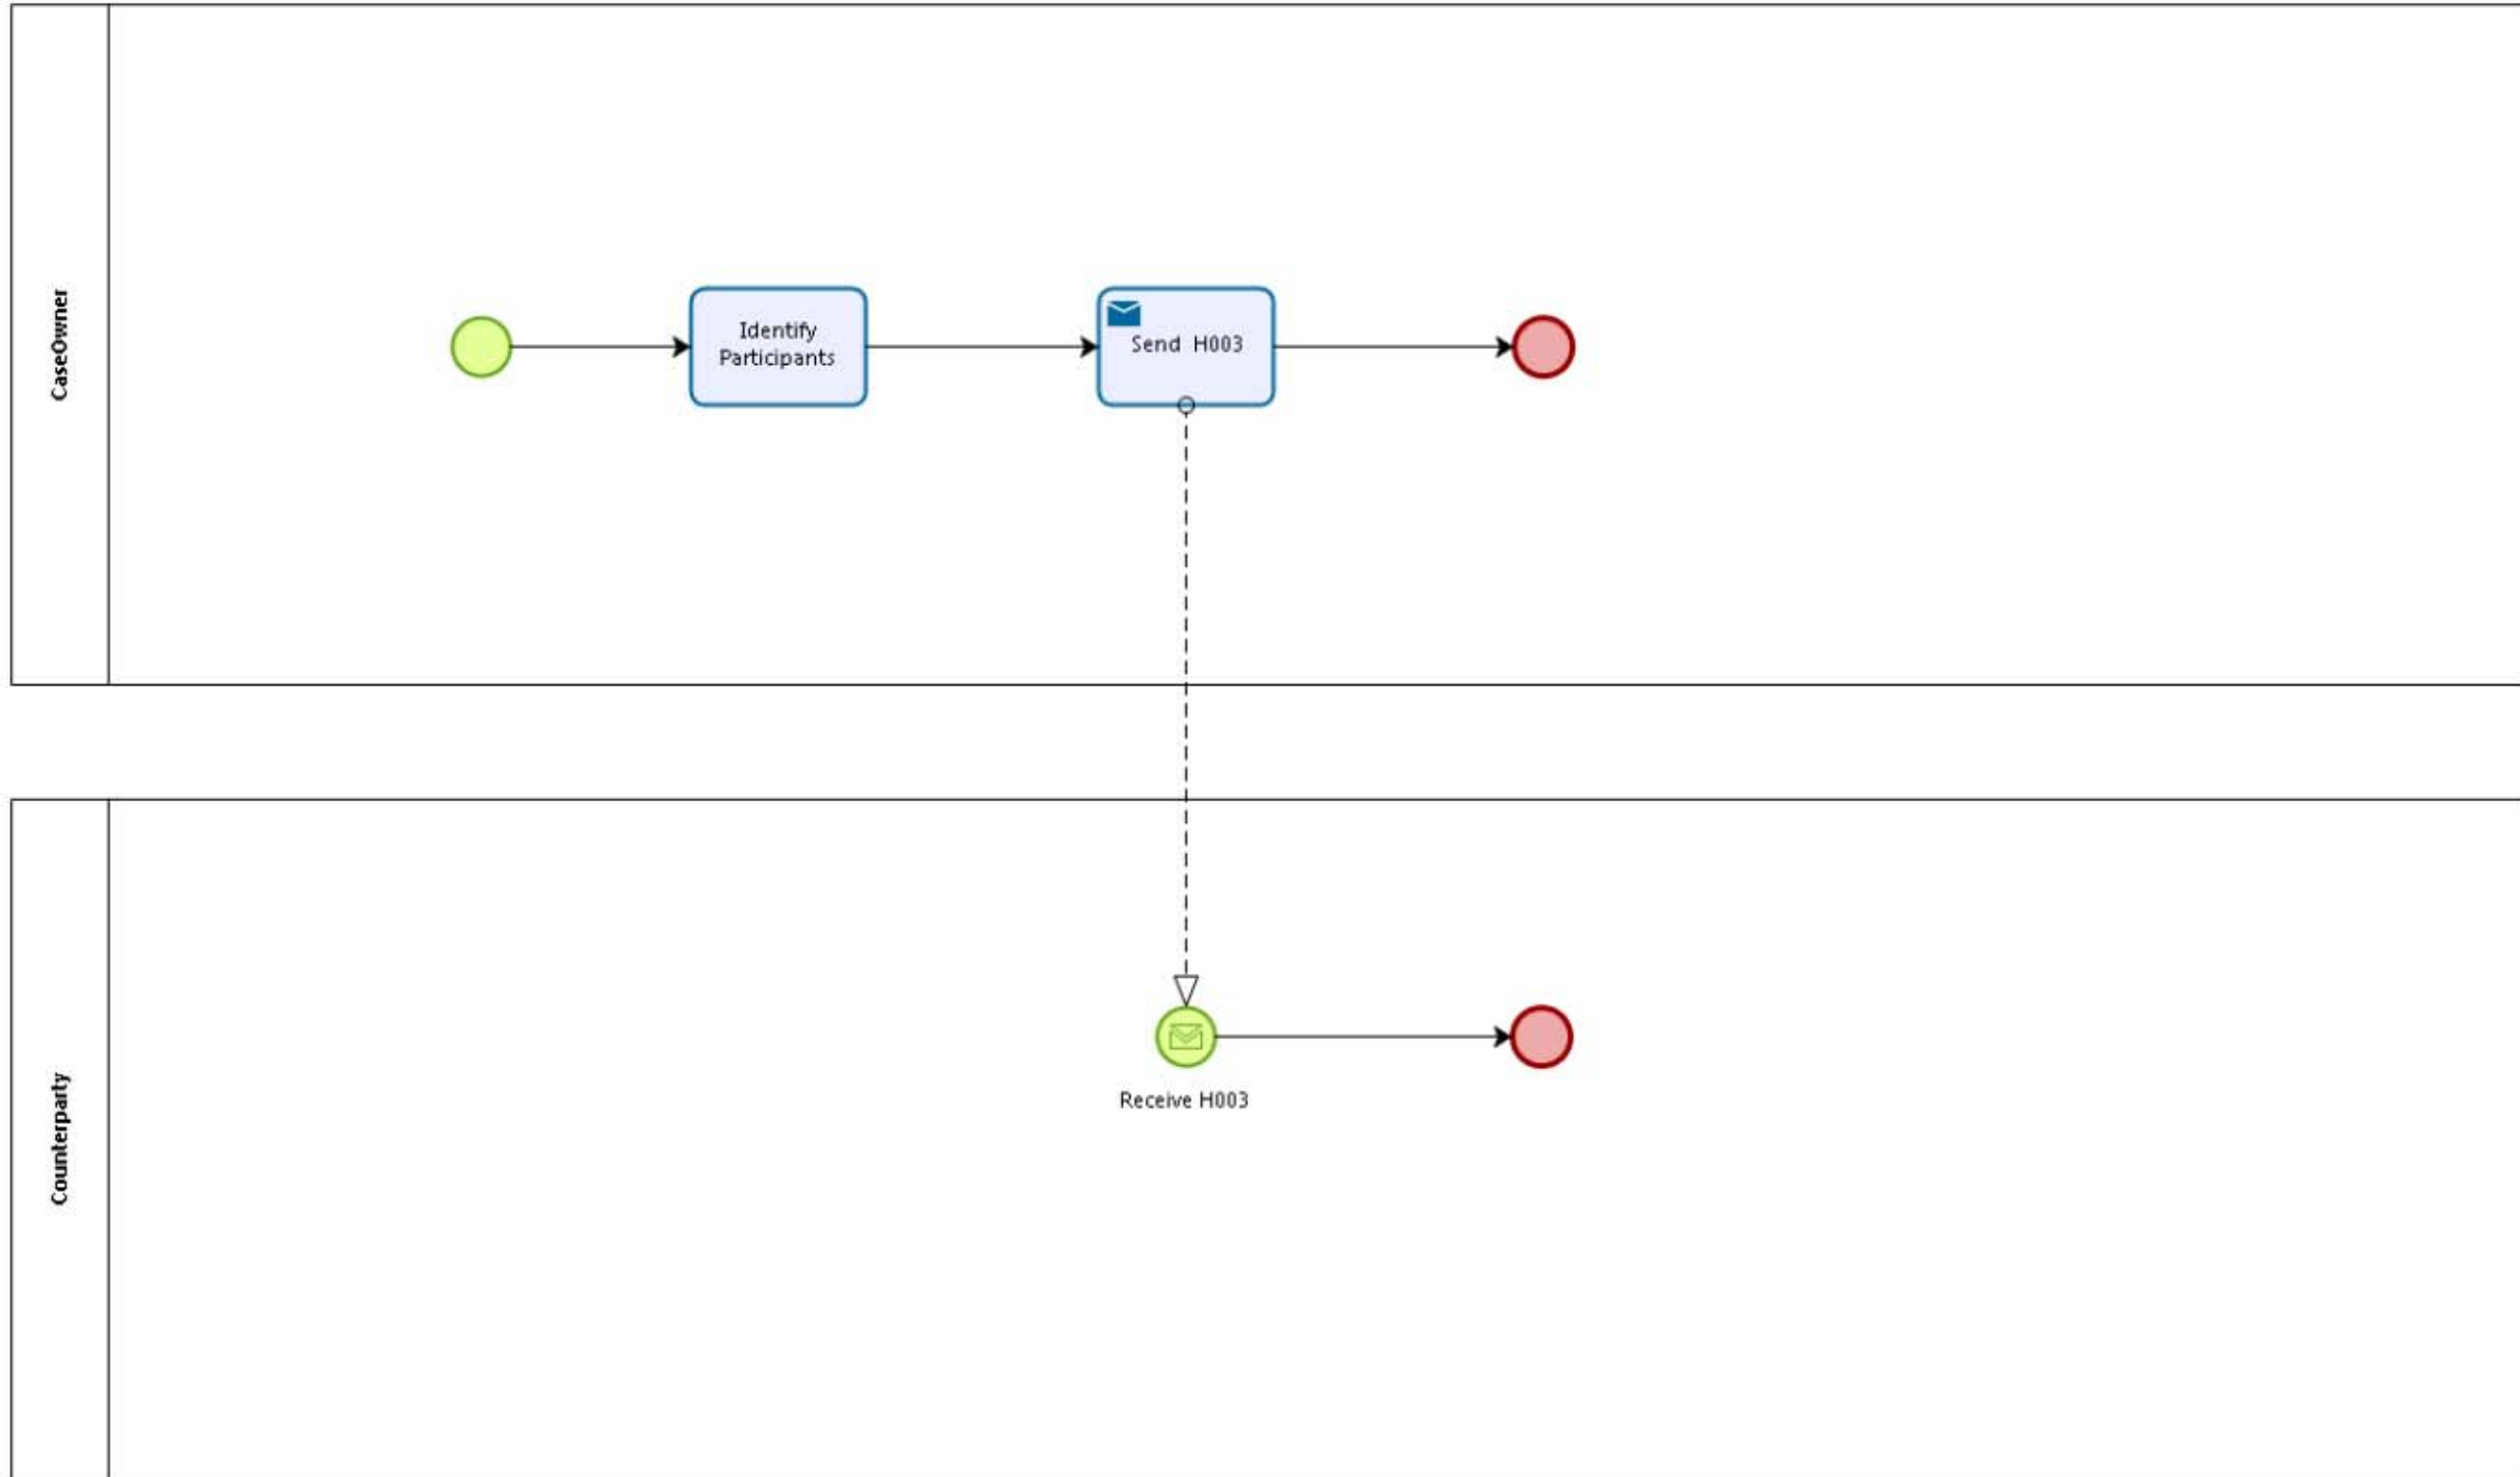 CaseOwner
Identify
Participants
Send  H003
Counterparty
Receive H003